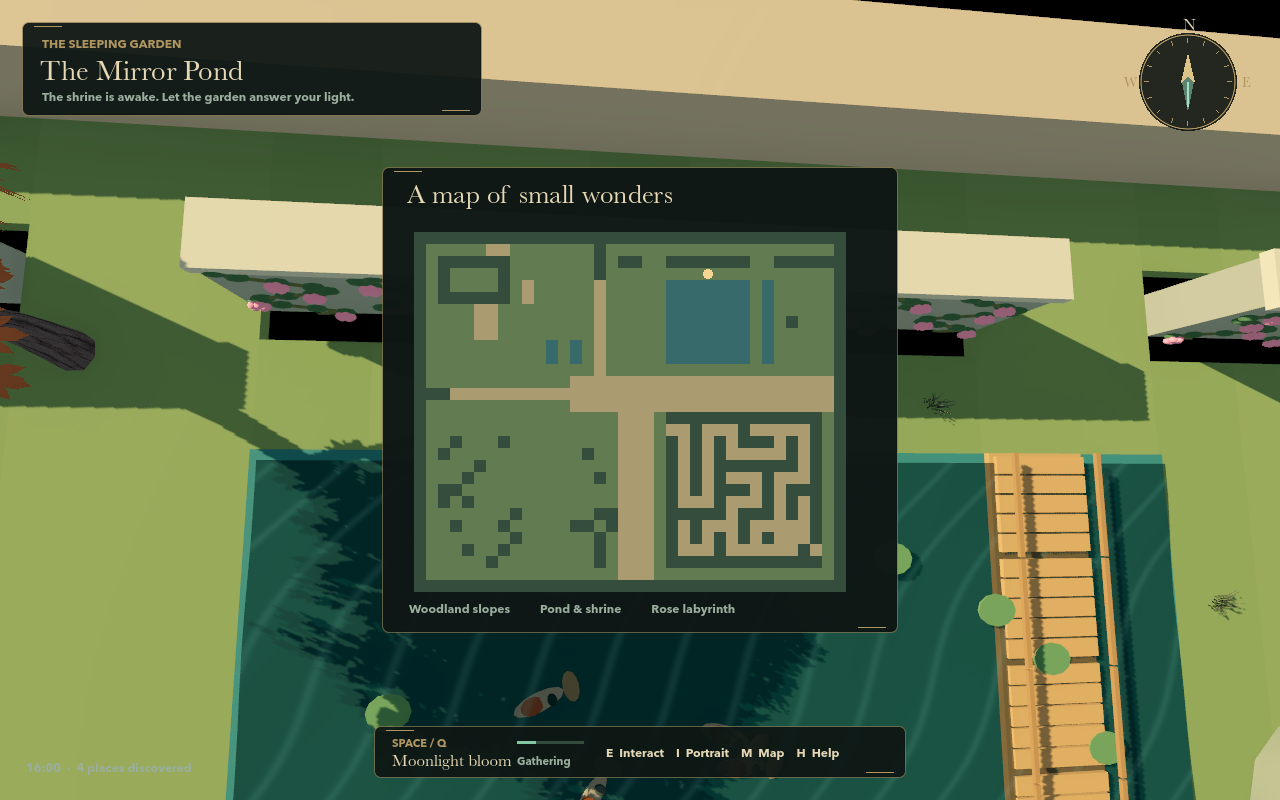 THE SLEEPING GARDEN
The Mirror Pond
The shrine is awake. Let the garden answer your light.
N
W
E
A map of small wonders
Woodland slopes Pond & shrine Rose labyrinth
SPACE / Q
Moonlight bloom Gathering
E Interact I Portrait M Map H Help
16:00 - 4 places discovered